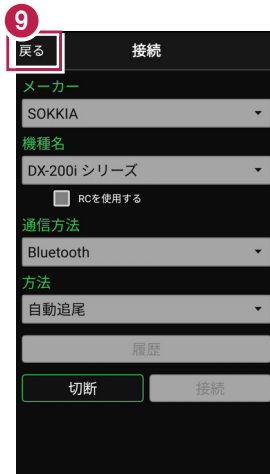 9
戻る 接続
メーカー
SOKKIA
機種名
DX-200i シリーズ
RCを使用する
通信方法
Bluetooth
方法
自動追尾
履歴
切断 接続